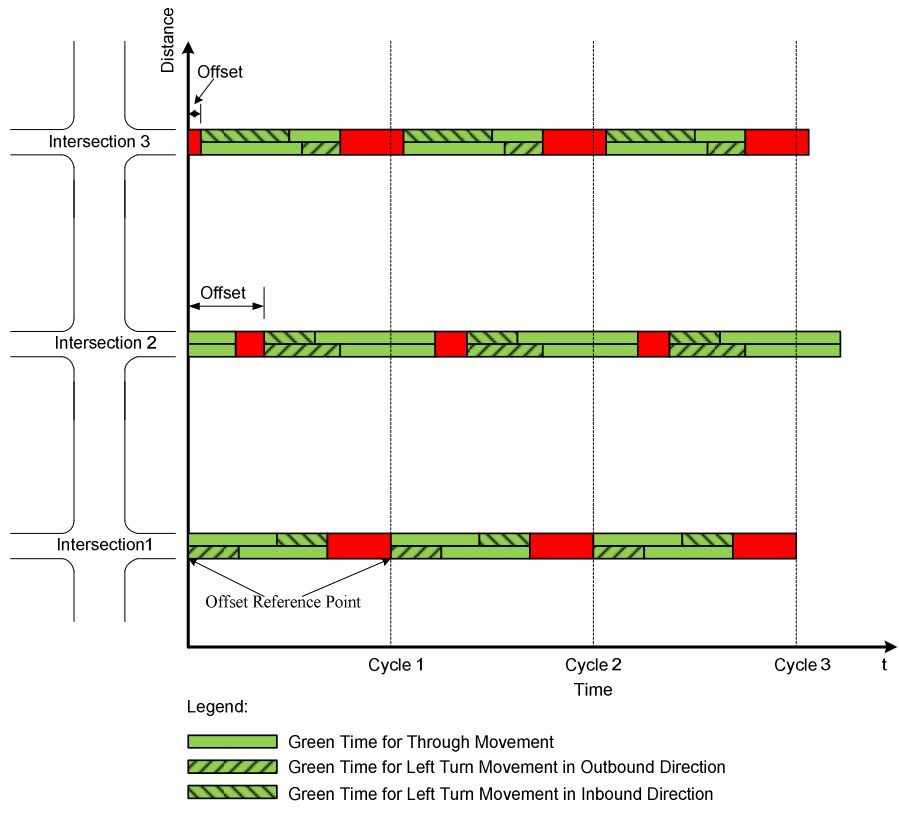 Distance
Offset
Intersection 3
Offset
Intersection 2
Intersection1
Offset Reference Point
Cycle 1
Cycle 2
Cycle 3
t
Time
Legend:
Green Time for Through Movement
Green Time for Left Turn Movement in Outbound Direction
Green Time for Left Turn Movement in Inbound Direction